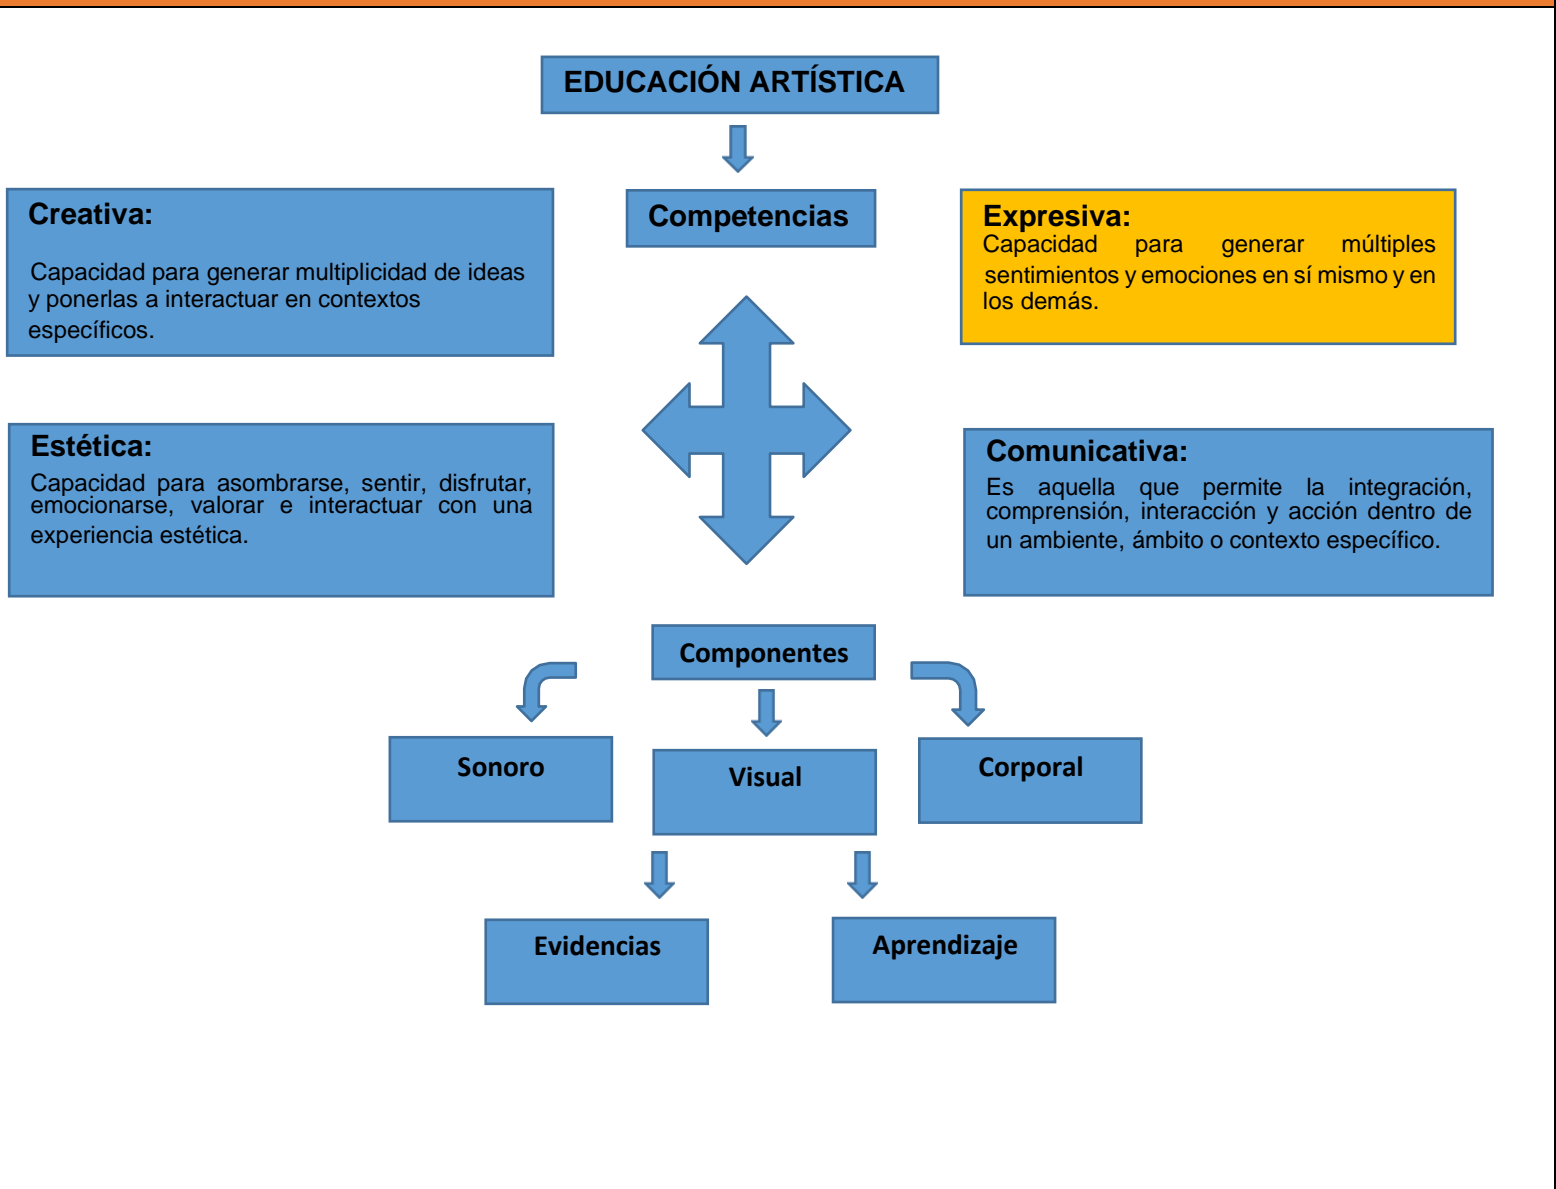 EDUCACIÓN ARTÍSTICA
Competencias
Creativa:
Capacidad para generar multiplicidad de ideas
y ponerlas a interactuar en contextos
específicos.
Expresiva:
Capacidad para generar múltiples
sentimientos y emociones en sí mismo y en
los demás.
Estética:
Capacidad para asombrarse, sentir, disfrutar,
emocionarse, valorar e interactuar con una
experiencia estética.
Comunicativa:
Es aquella que permite la integración,
comprensión, interacción y acción dentro de
un ambiente, ámbito o contexto específico.
Componentes
Sonoro
Visual
Corporal
Evidencias
Aprendizaje